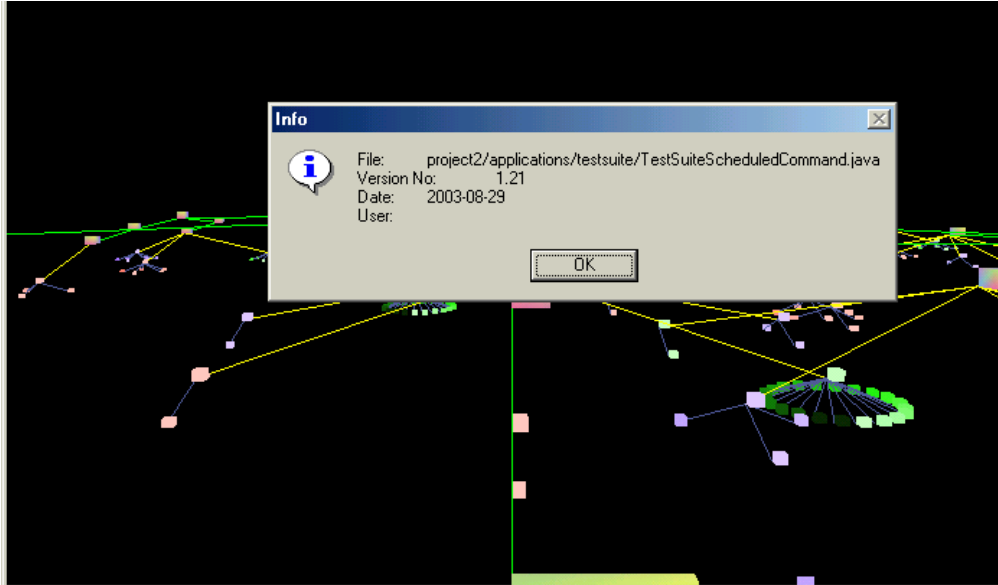 Info
File: project2/applications/testsuite/TestSuiteScheduledCommand.java
Version No: 1.21
Date: 2003-08-29
User:
OK